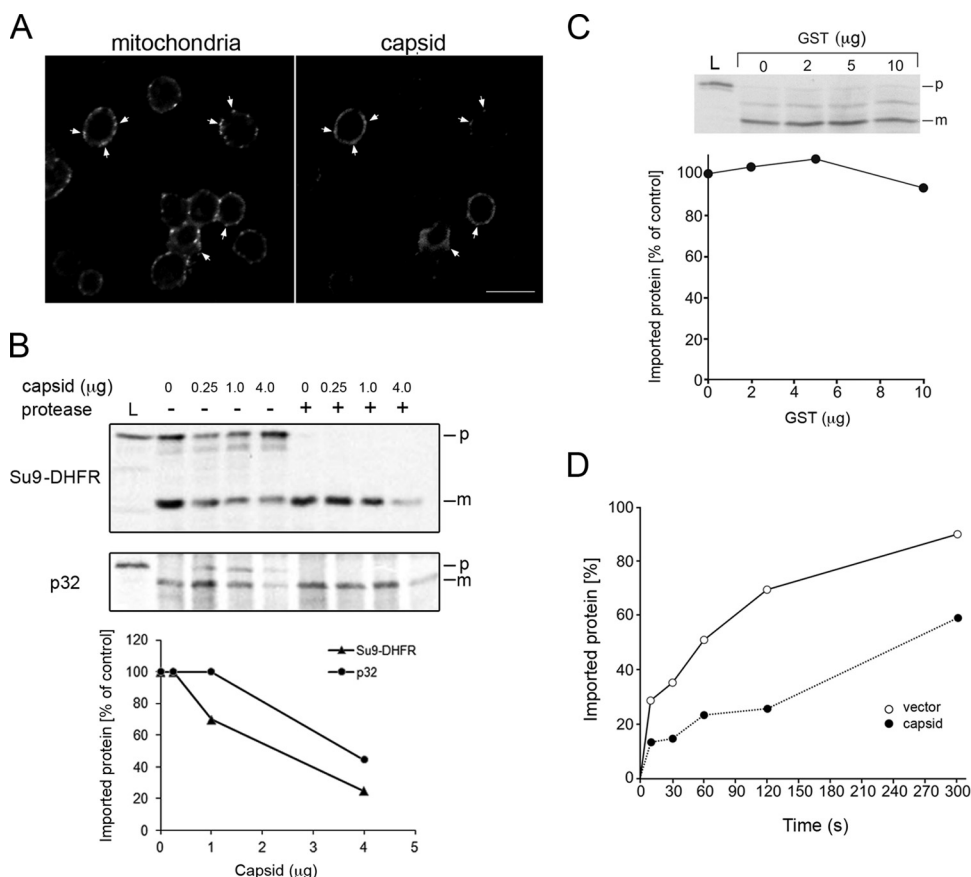 A
mitochondria capsid
B
capsid (μg) 0 0.25 1.0 4.0 0 0.25 1.0 4.0
protease L - - - - + + + +
Su9-DHFR
p
m
p32
p
m
Imported protein [% of control]
120
100
80
60
40
20
0
Su9-DHFR
p32
0 1 2 3 4 5
Capsid (μg)
C
GST (μg)
L 0 2 5 10
p
m
Imported protein [% of control]
100
80
60
40
20
0
0 2 4 6 8 10
GST (μg)
D
Imported protein [%]
100
80
60
40
20
0
vector
capsid
0 30 60 90 120 150 180 210 240 270 300
Time (s)